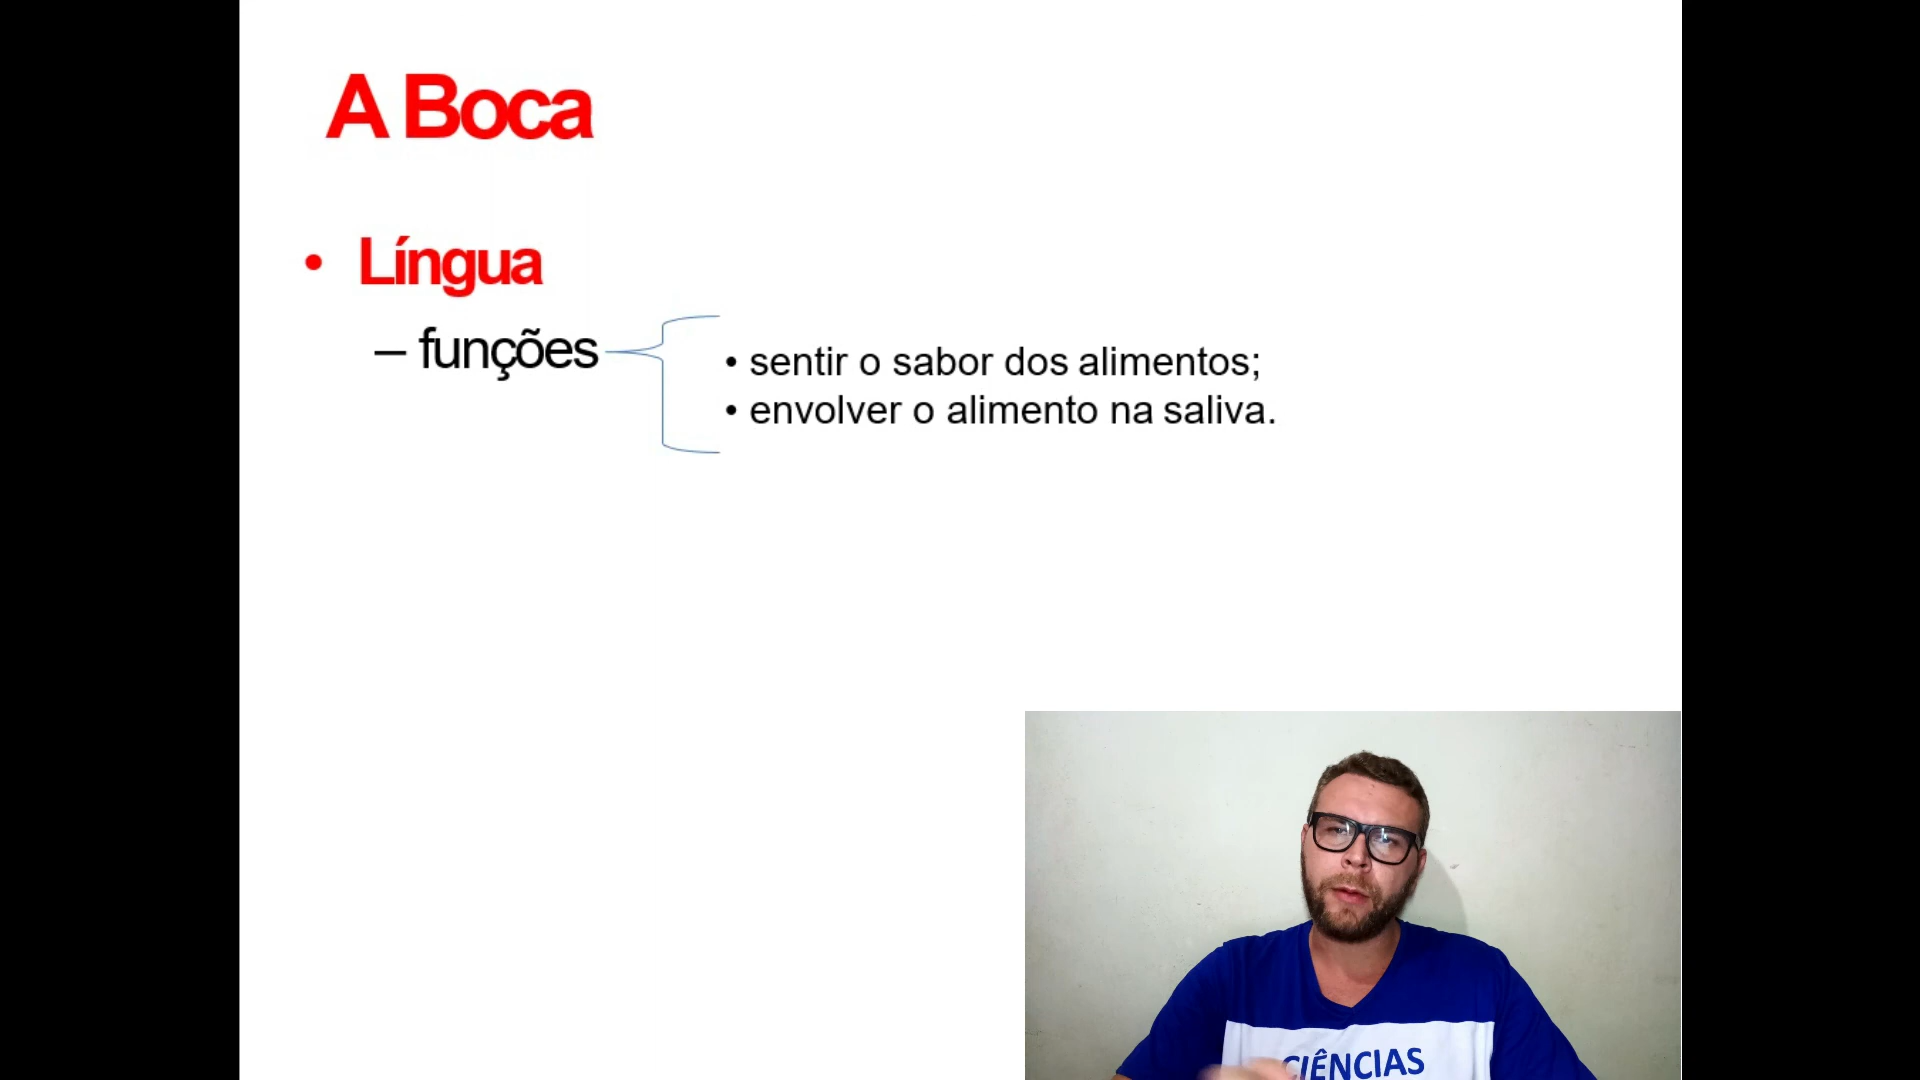 A Boca
• Língua
– funções
• sentir o sabor dos alimentos;
• envolver o alimento na saliva.
CIÊNCIAS